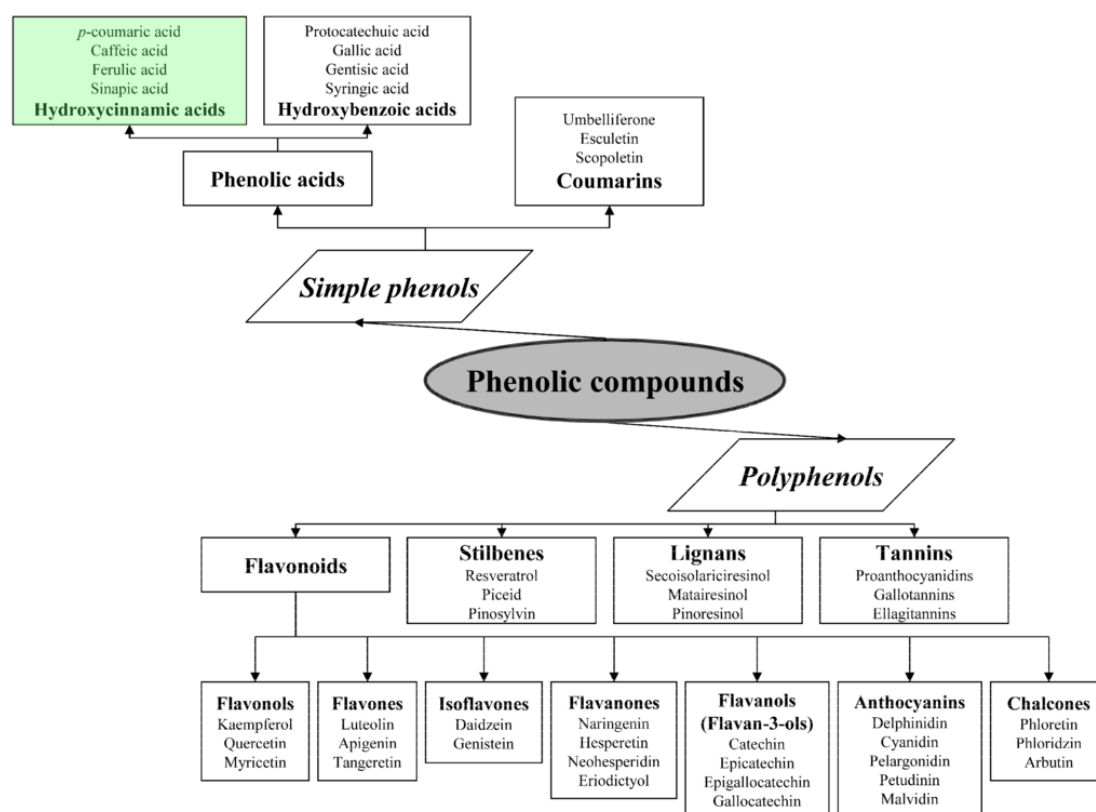 p-coumaric acid
Caffeic acid
Ferulic acid
Sinapic acid
Hydroxycinnamic acids
Protocatechuic acid
Gallic acid
Gentisic acid
Syringic acid
Hydroxybenzoic acids
Umbelliferone
Esculetin
Scopoletin
Coumarins
Phenolic acids
Simple phenols
Phenolic compounds
Polyphenols
Flavonoids
Stilbenes
Resveratrol
Piceid
Pinosylvin
Lignans
Secoisolariciresinol
Matairesinol
Pinoresinol
Tannins
Proanthocyanidins
Gallotannins
Ellagitannins
Flavonols
Kaempferol
Quercetin
Myricetin
Flavones
Luteolin
Apigenin
Tangeretin
Isoflavones
Daidzein
Genistein
Flavanones
Naringenin
Hesperetin
Neohesperidin
Eriodictyol
Flavanols
(Flavan-3-ols)
Catechin
Epicatechin
Epigallocatechin
Gallocatechin
Anthocyanins
Delphinidin
Cyanidin
Pelargonidin
Petudinin
Malvidin
Chalcones
Phloretin
Phloridzin
Arbutin